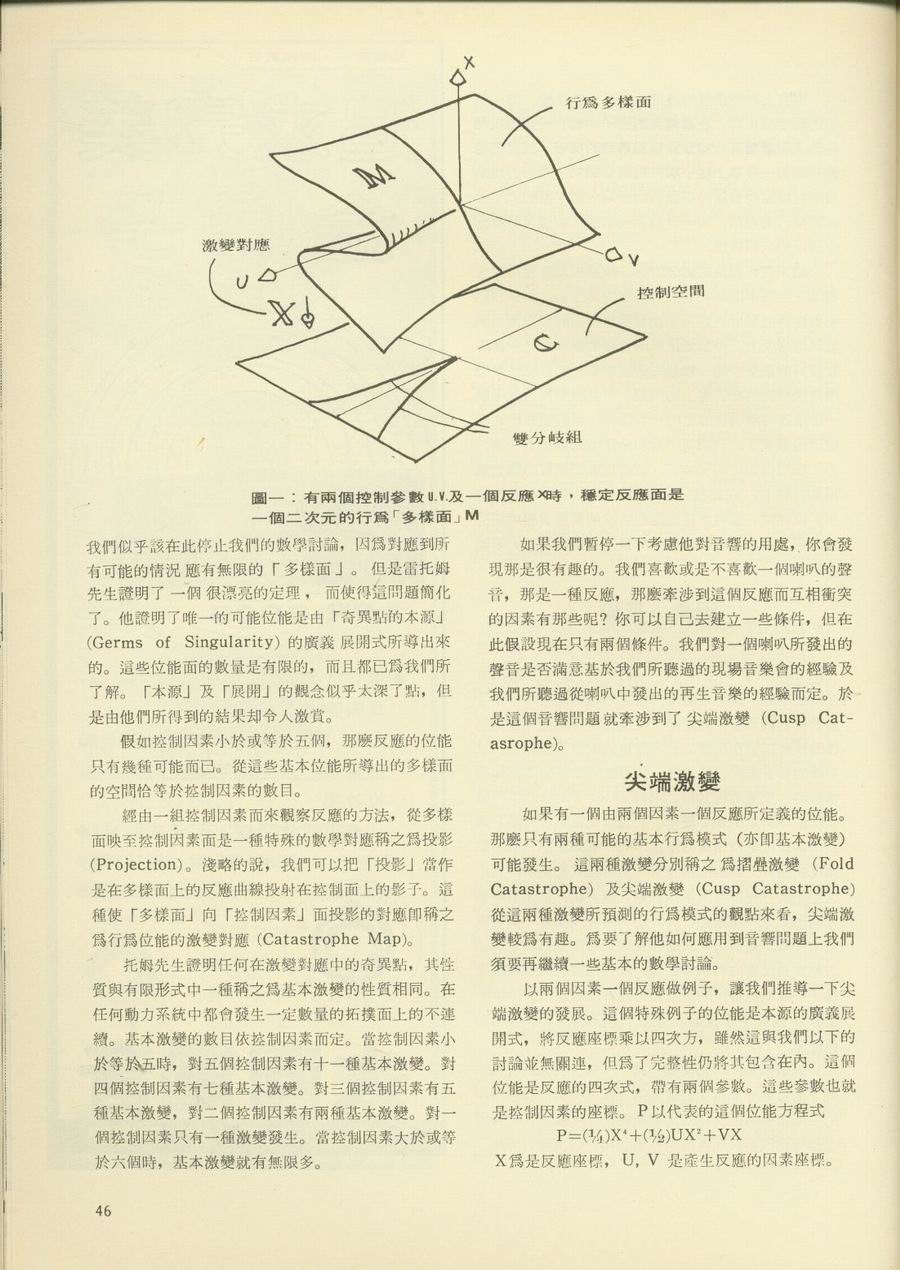 X
行爲多樣面
M
激變對應
U
V
X
控制空間
C
雙分岐組
圖一：有兩個控制參數U.V.及一個反應X時，穩定反應面是
一個二次元的行爲「多樣面」M
我們似乎該在此停止我們的數學討論，因爲對應到所
有可能的情況應有無限的「多樣面」。但是雷托姆
先生證明了一個很漂亮的定理，而使得這問題簡化
了。他證明了唯一的可能位能是由「奇異點的本源」
(Germs of Singularity) 的廣義展開式所導出來
的。這些位能面的數量是有限的，而且都已爲我們所
了解。「本源」及「展開」的觀念似乎太深了點，但
是由他們所得到的結果却令人激賞。
假如控制因素小於或等於五個，那麼反應的位能
只有幾種可能而已。從這些基本位能所導出的多樣面
的空間恰等於控制因素的數目。
經由一組控制因素而來觀察反應的方法，從多樣
面映至控制因素面是一種特殊的數學對應稱之爲投影
(Projection)。淺略的說，我們可以把「投影」當作
是在多樣面上的反應曲線投射在控制面上的影子。這
種使「多樣面」向「控制因素」面投影的對應卽稱之
爲行爲位能的激變對應 (Catastrophe Map)。
托姆先生證明任何在激變對應中的奇異點，其性
質與有限形式中一種稱之爲基本激變的性質相同。在
任何動力系統中都會發生一定數量的拓撲面上的不連
續。基本激變的數目依控制因素而定。當控制因素小
於等於五時，對五個控制因素有十一種基本激變。對
四個控制因素有七種基本激變。對三個控制因素有五
種基本激變，對二個控制因素有兩種基本激變。對一
個控制因素只有一種激變發生。當控制因素大於或等
於六個時，基本激變就有無限多。
如果我們暫停一下考慮他對音響的用處，你會發
現那是很有趣的。我們喜歡或是不喜歡一個喇叭的聲
音，那是一種反應，那麼牽涉到這個反應而互相衝突
的因素有那些呢？你可以自己去建立一些條件，但在
此假設現在只有兩個條件。我們對一個喇叭所發出的
聲音是否滿意基於我們所聽過的現場音樂會的經驗及
我們所聽過從喇叭中發出的再生音樂的經驗而定。於
是這個音響問題就牽涉到了尖端激變 (Cusp Cat-
asrophe)。
尖端激變
如果有一個由兩個因素一個反應所定義的位能。
那麼只有兩種可能的基本行爲模式（亦卽基本激變）
可能發生。這兩種激變分別稱之爲摺疊激變 (Fold
Catastrophe) 及尖端激變 (Cusp Catastrophe)
從這兩種激變所預測的行爲模式的觀點來看，尖端激
變較爲有趣。爲要了解他如何應用到音響問題上我們
須要再繼續一些基本的數學討論。
以兩個因素一個反應做例子，讓我們推導一下尖
端激變的發展。這個特殊例子的位能是本源的廣義展
開式，將反應座標乘以四次方，雖然這與我們以下的
討論並無關連，但爲了完整性仍將其包含在內。這個
位能是反應的四次式，帶有兩個參數。這些參數也就
是控制因素的座標。P以代表的這個位能方程式
P=(¼)X⁴+(½)UX²+VX
X爲是反應座標，U, V 是產生反應的因素座標。
46